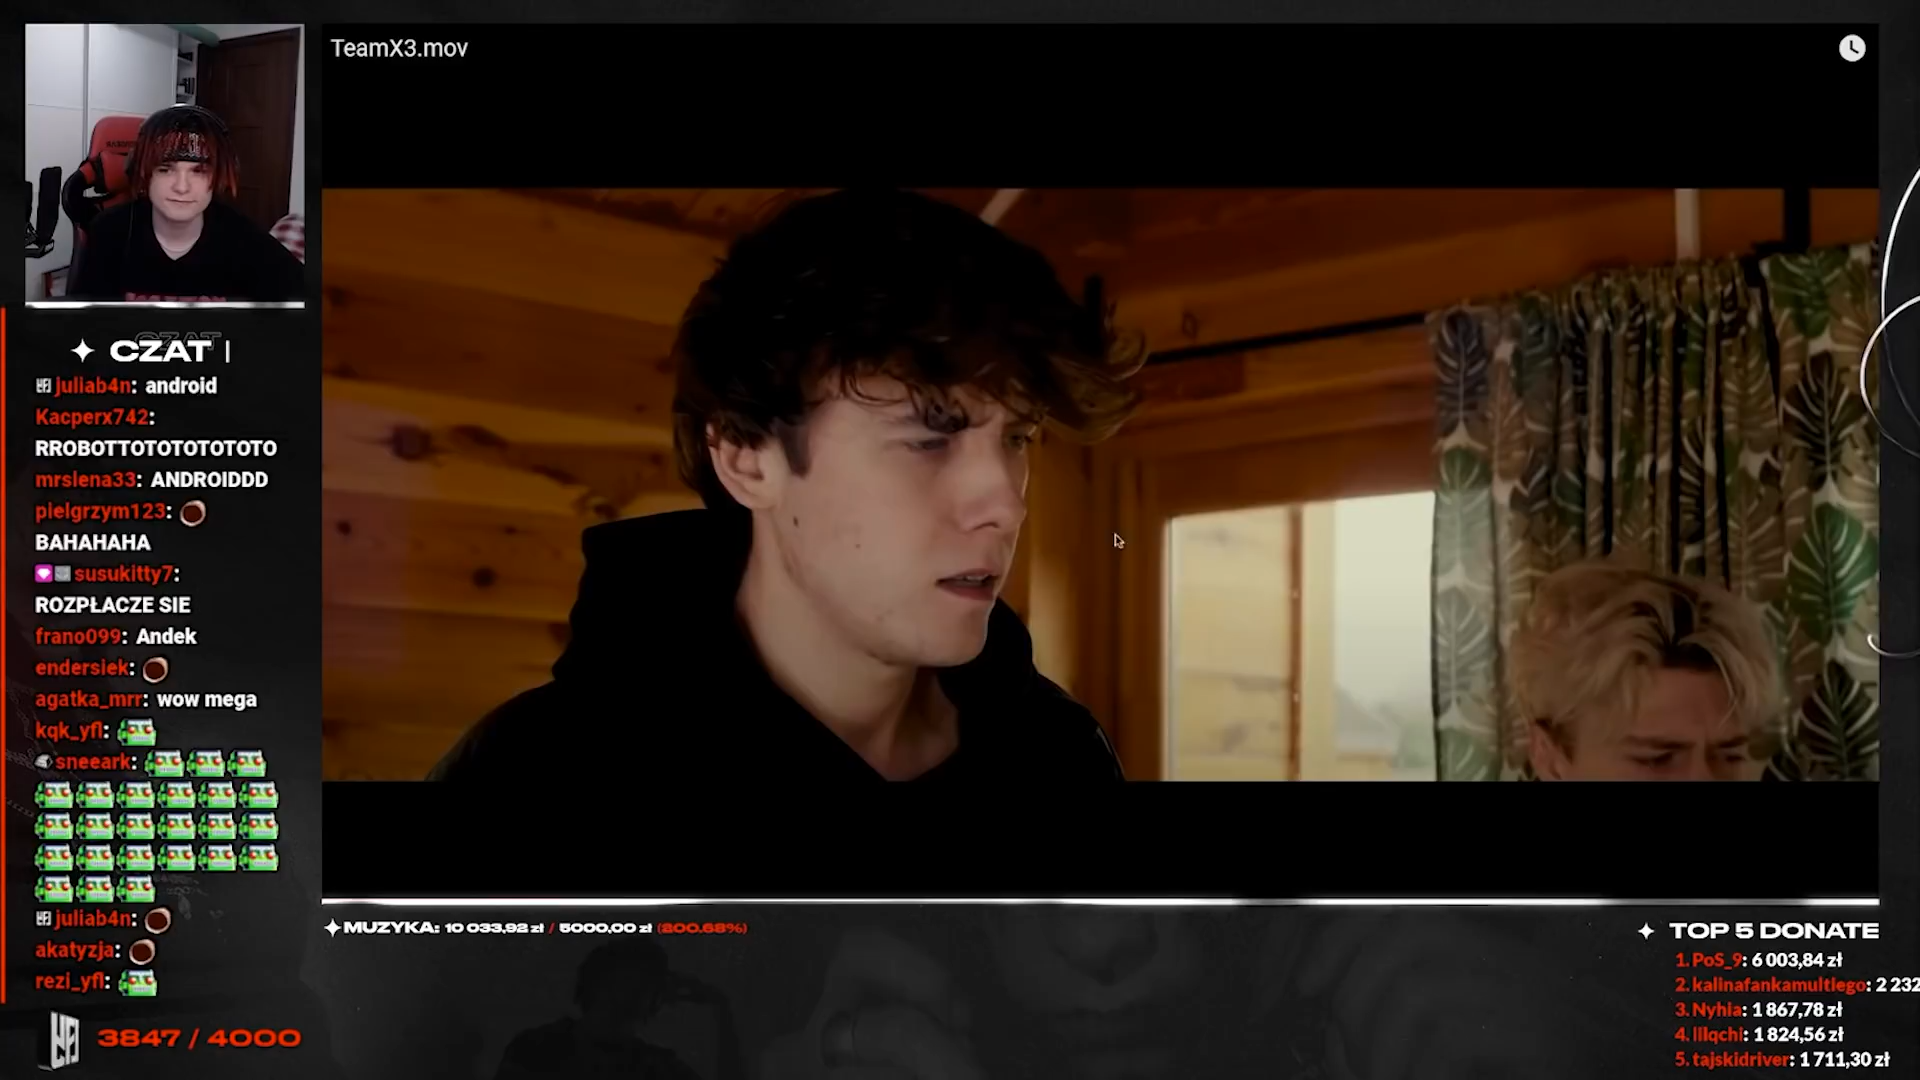 TeamX3.mov
CZAT |
juliab4n: android
Kacperx742:
RROBOTTOTOTOTOTOTO
mrslena33: ANDROIDDD
pielgrzym123:
BAHAHAHA
susukitty7:
ROZPŁACZE SIE
frano099: Andek
endersiek:
agatka_mrr: wow mega
kqk_yfl:
sneeark:
juliab4n:
akatyzja:
rezi_yfl:
3847 / 4000
MUZYKA: 10 033,92 zł / 5000,00 zł (200.68%)
TOP 5 DONATE
1. PoS_9: 6 003,84 zł
2. kalinafankamultiego: 2 232
3. Nyhia: 1 867,78 zł
4. lilqchi: 1 824,56 zł
5. tajskidriver: 1 711,30 zł